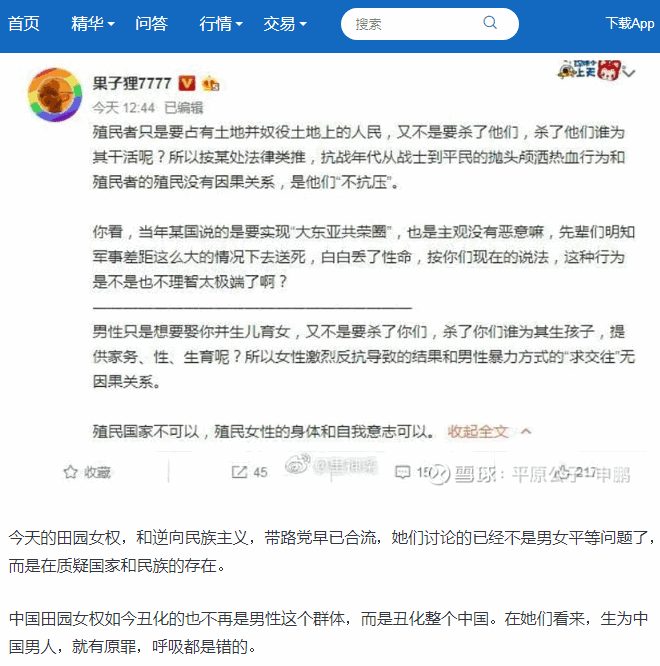 首页 精华 问答 行情 交易 搜索 下载App
果子狸7777
今天 12:44 已编辑
殖民者只是要占有土地并奴役土地上的人民，又不是要杀了他们，杀了他们谁为
其干活呢？所以按某处法律类推，抗战年代从战士到平民的抛头颅洒热血行为和
殖民者的殖民没有因果关系，是他们“不抗压”。
你看，当年某国说的是要实现“大东亚共荣圈”，也是主观没有恶意嘛，先辈们明知
军事差距这么大的情况下去送死，白白丢了性命，按你们现在的说法，这种行为
是不是也不理智太极端了啊？
男性只是想要娶你并生儿育女，又不是要杀了你们，杀了你们谁为其生孩子，提
供家务、性、生育呢？所以女性激烈反抗导致的结果和男性暴力方式的“求交往”无
因果关系。
殖民国家不可以，殖民女性的身体和自我意志可以。 收起全文
收藏 45 217
雪球：平原公子 申鹏
今天的田园女权，和逆向民族主义，带路党早已合流，她们讨论的已经不是男女平等问题了，
而是在质疑国家和民族的存在。
中国田园女权如今丑化的也不再是男性这个群体，而是丑化整个中国。在她们看来，生为中
国男人，就有原罪，呼吸都是错的。